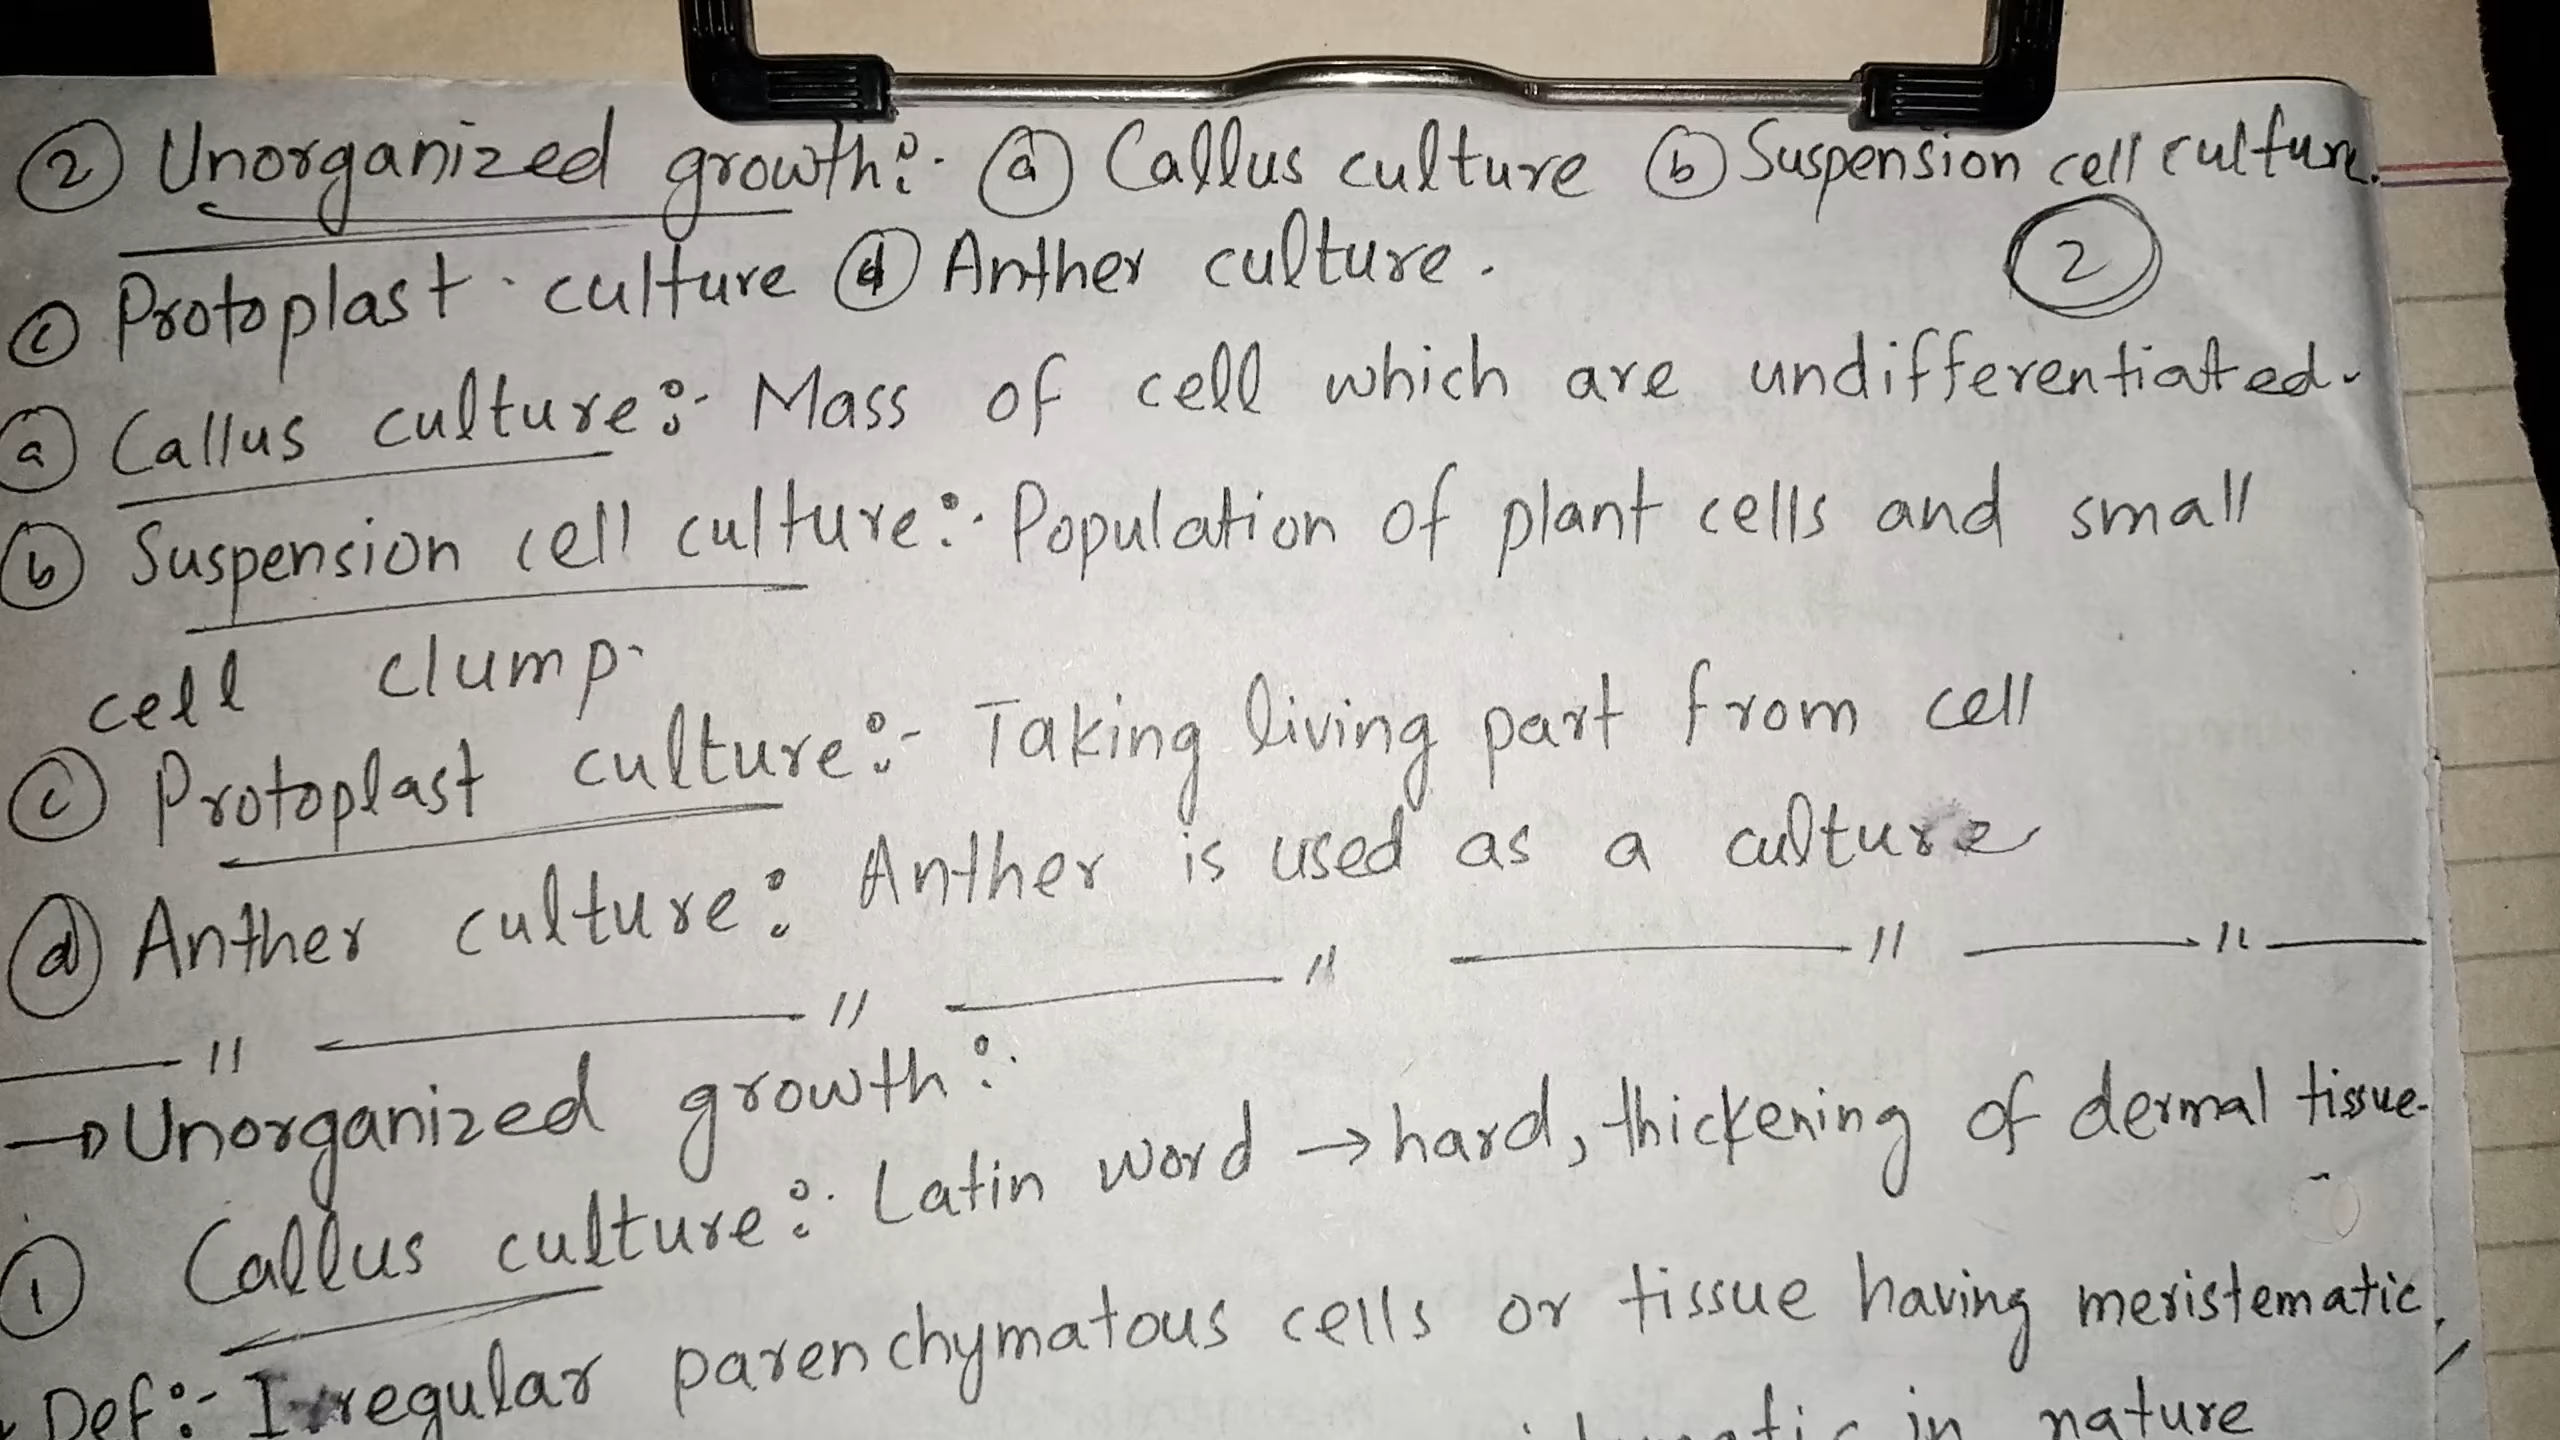 ② Unorganized growth:- ⓐ Callus culture ⓑ Suspension cell culture.
ⓒ Protoplast culture ⓓ Anther culture.
②
ⓐ Callus culture:- Mass of cell which are undifferentiated.
ⓑ Suspension cell culture:- Population of plant cells and small
cell clump.
ⓒ Protoplast culture:- Taking living part from cell
ⓓ Anther culture: Anther is used as a culture
→ Unorganized growth:-
① Callus culture:- Latin word → hard, thickening of dermal tissue.
Def:- Irregular parenchymatous cells or tissue having meristematic
in nature